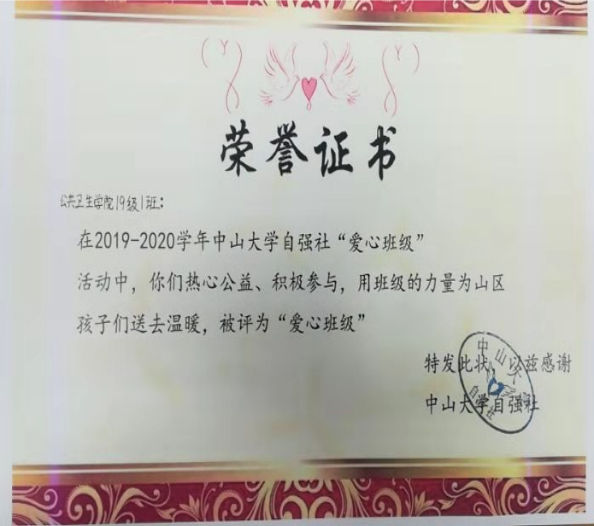 荣誉证书
公共卫生学院19级1班：
在2019-2020学年中山大学自强社“爱心班级”
活动中，你们热心公益、积极参与，用班级的力量为山区
孩子们送去温暖，被评为“爱心班级”
特发此状，以兹感谢
中山大学自强社